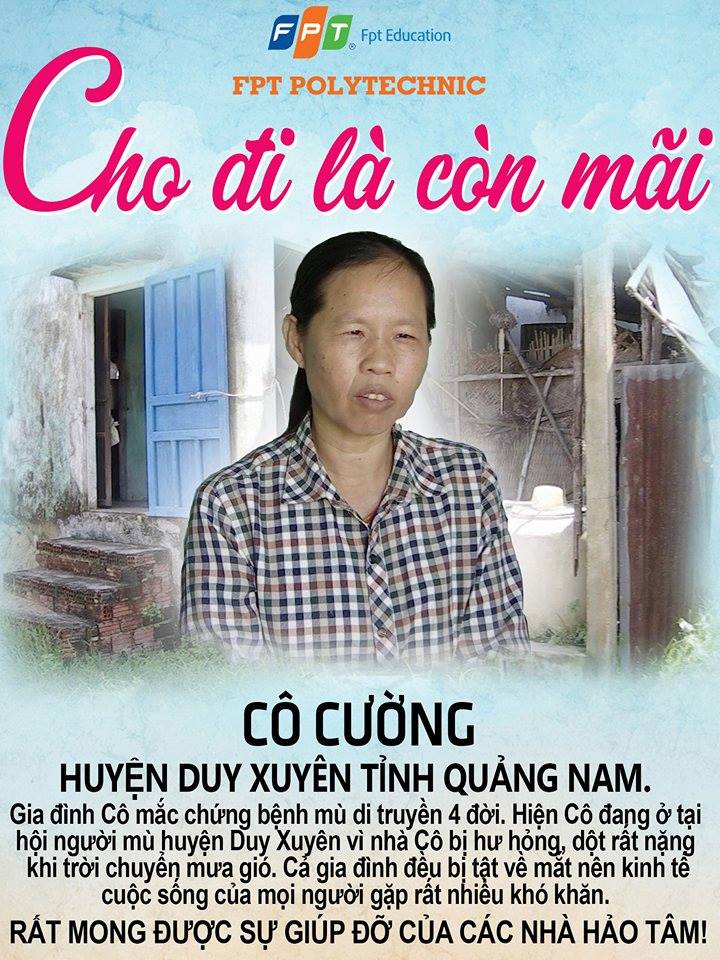 FPT Fpt Education
FPT POLYTECHNIC
Cho đi là còn mãi
CÔ CƯỜNG
HUYỆN DUY XUYÊN TỈNH QUẢNG NAM.
Gia đình Cô mắc chứng bệnh mù di truyền 4 đời. Hiện Cô đang ở tại
hội người mù huyện Duy Xuyên vì nhà Cô bị hư hỏng, dột rất nặng
khi trời chuyển mưa gió. Cả gia đình đều bị tật về mắt nên kinh tế
cuộc sống của mọi người gặp rất nhiều khó khăn.
RẤT MONG ĐƯỢC SỰ GIÚP ĐỠ CỦA CÁC NHÀ HẢO TÂM!